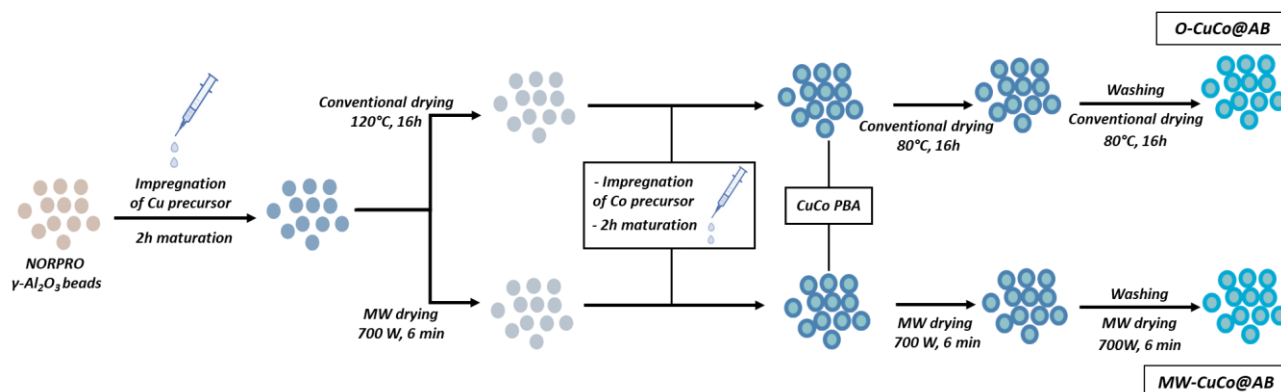 NORPRO
γ-Al₂O₃ beads
Impregnation
of Cu precursor
2h maturation
Conventional drying
120°C, 16h
MW drying
700 W, 6 min
- Impregnation
of Co precursor
- 2h maturation
CuCo PBA
Conventional drying
80°C, 16h
Washing
Conventional drying
80°C, 16h
O-CuCo@AB
MW drying
700 W, 6 min
Washing
MW drying
700W, 6 min
MW-CuCo@AB